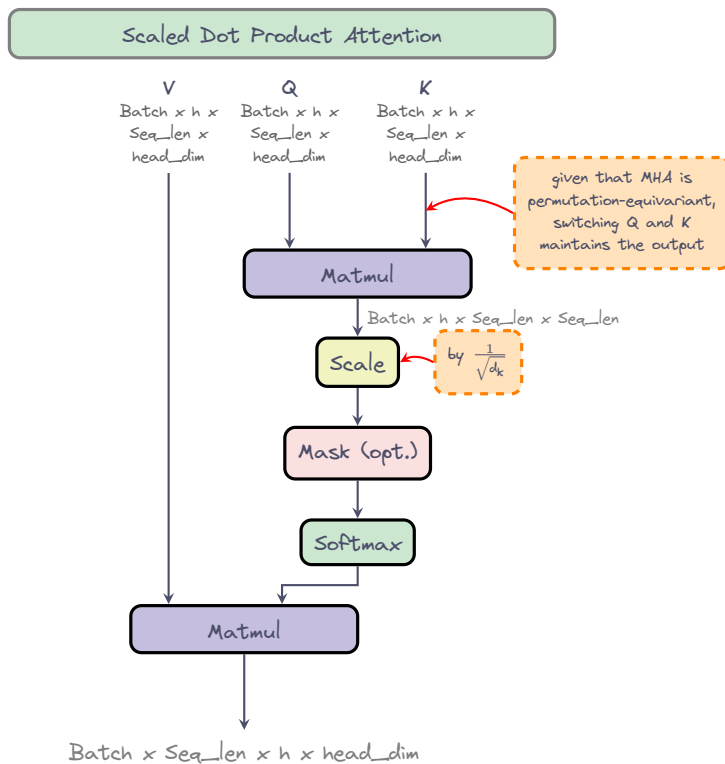 Scaled Dot Product Attention
V
Batch x h x
Seq_len x
head_dim
Q
Batch x h x
Seq_len x
head_dim
K
Batch x h x
Seq_len x
head_dim
given that MHA is
permutation-equivariant,
switching Q and K
maintains the output
Matmul
Batch x h x Seq_len x Seq_len
Scale
by 1/√d_k
Mask (opt.)
Softmax
Matmul
Batch x Seq_len x h x head_dim